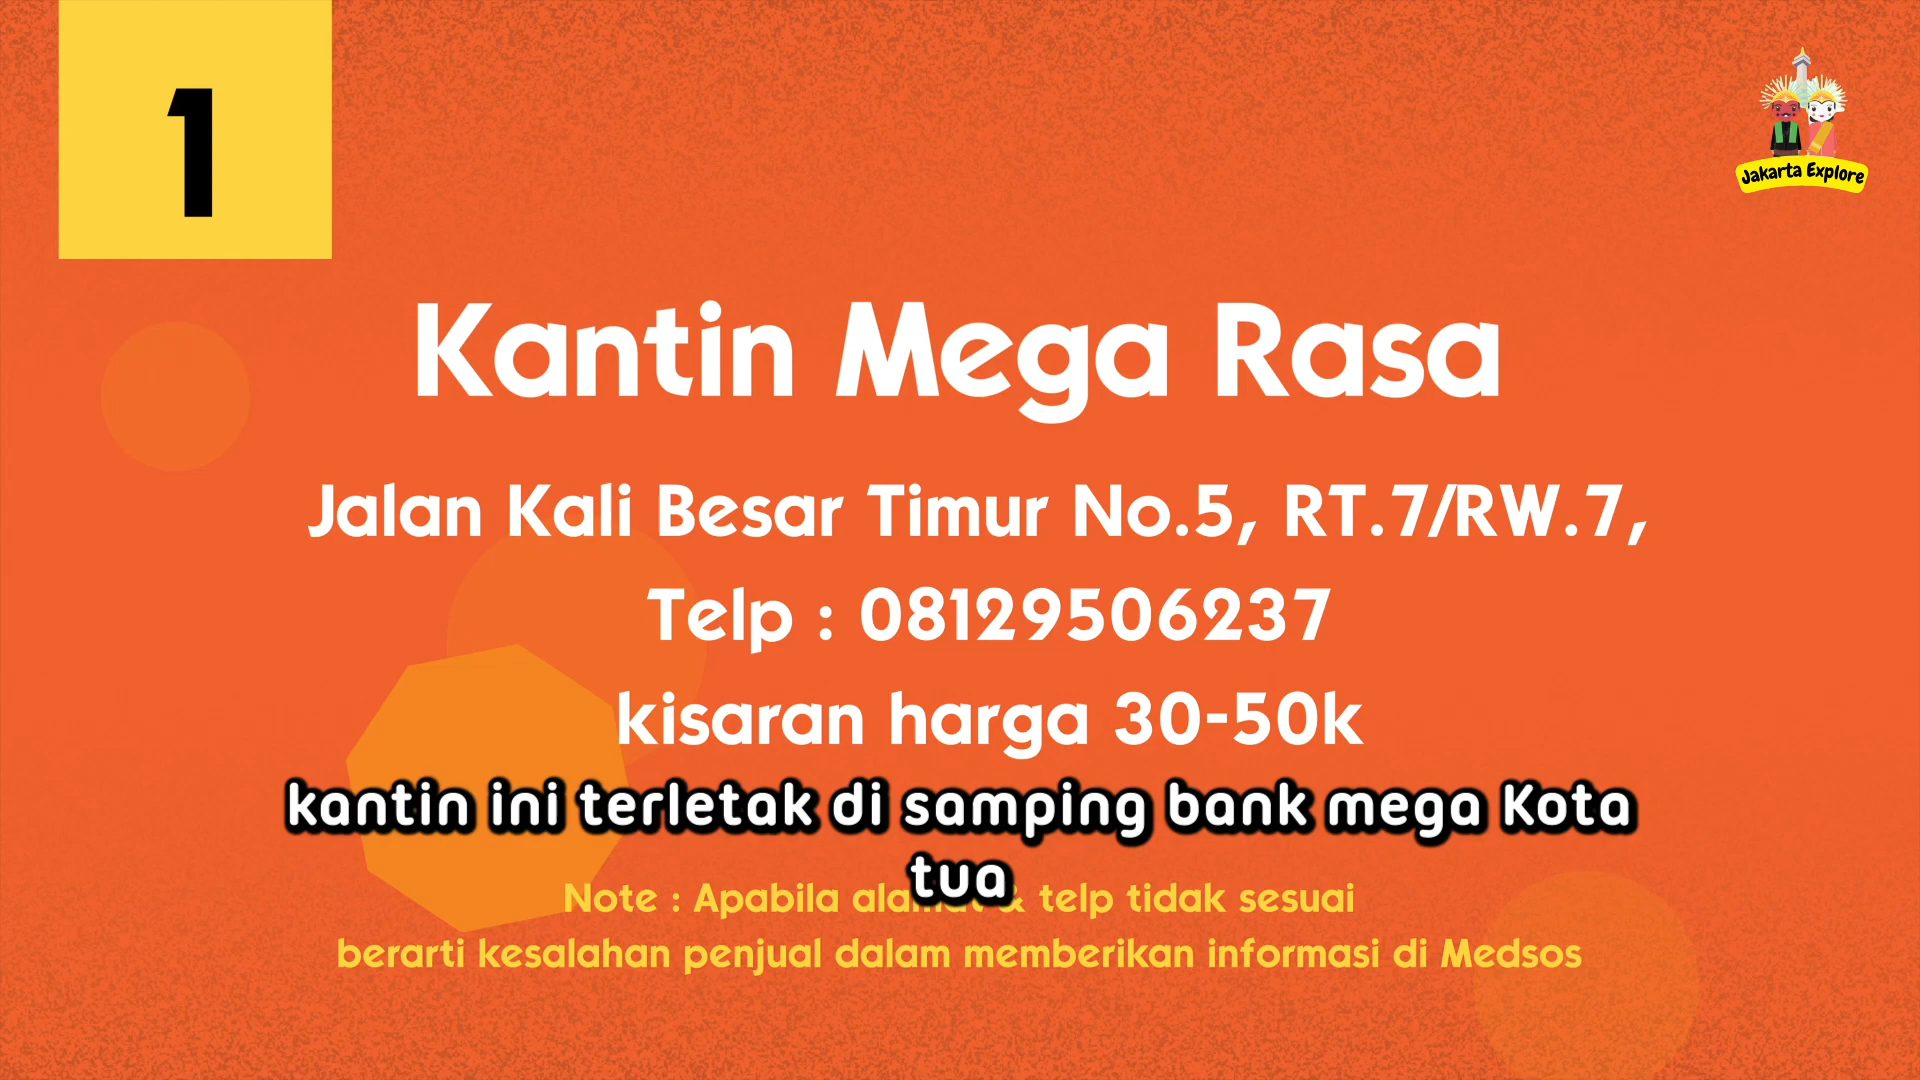 1
Jakarta Explore
Kantin Mega Rasa
Jalan Kali Besar Timur No.5, RT.7/RW.7,
Telp : 08129506237
kisaran harga 30-50k
kantin ini terletak di samping bank mega Kota
tua
Note : Apabila & telp tidak sesuai
berarti kesalahan penjual dalam memberikan informasi di Medsos